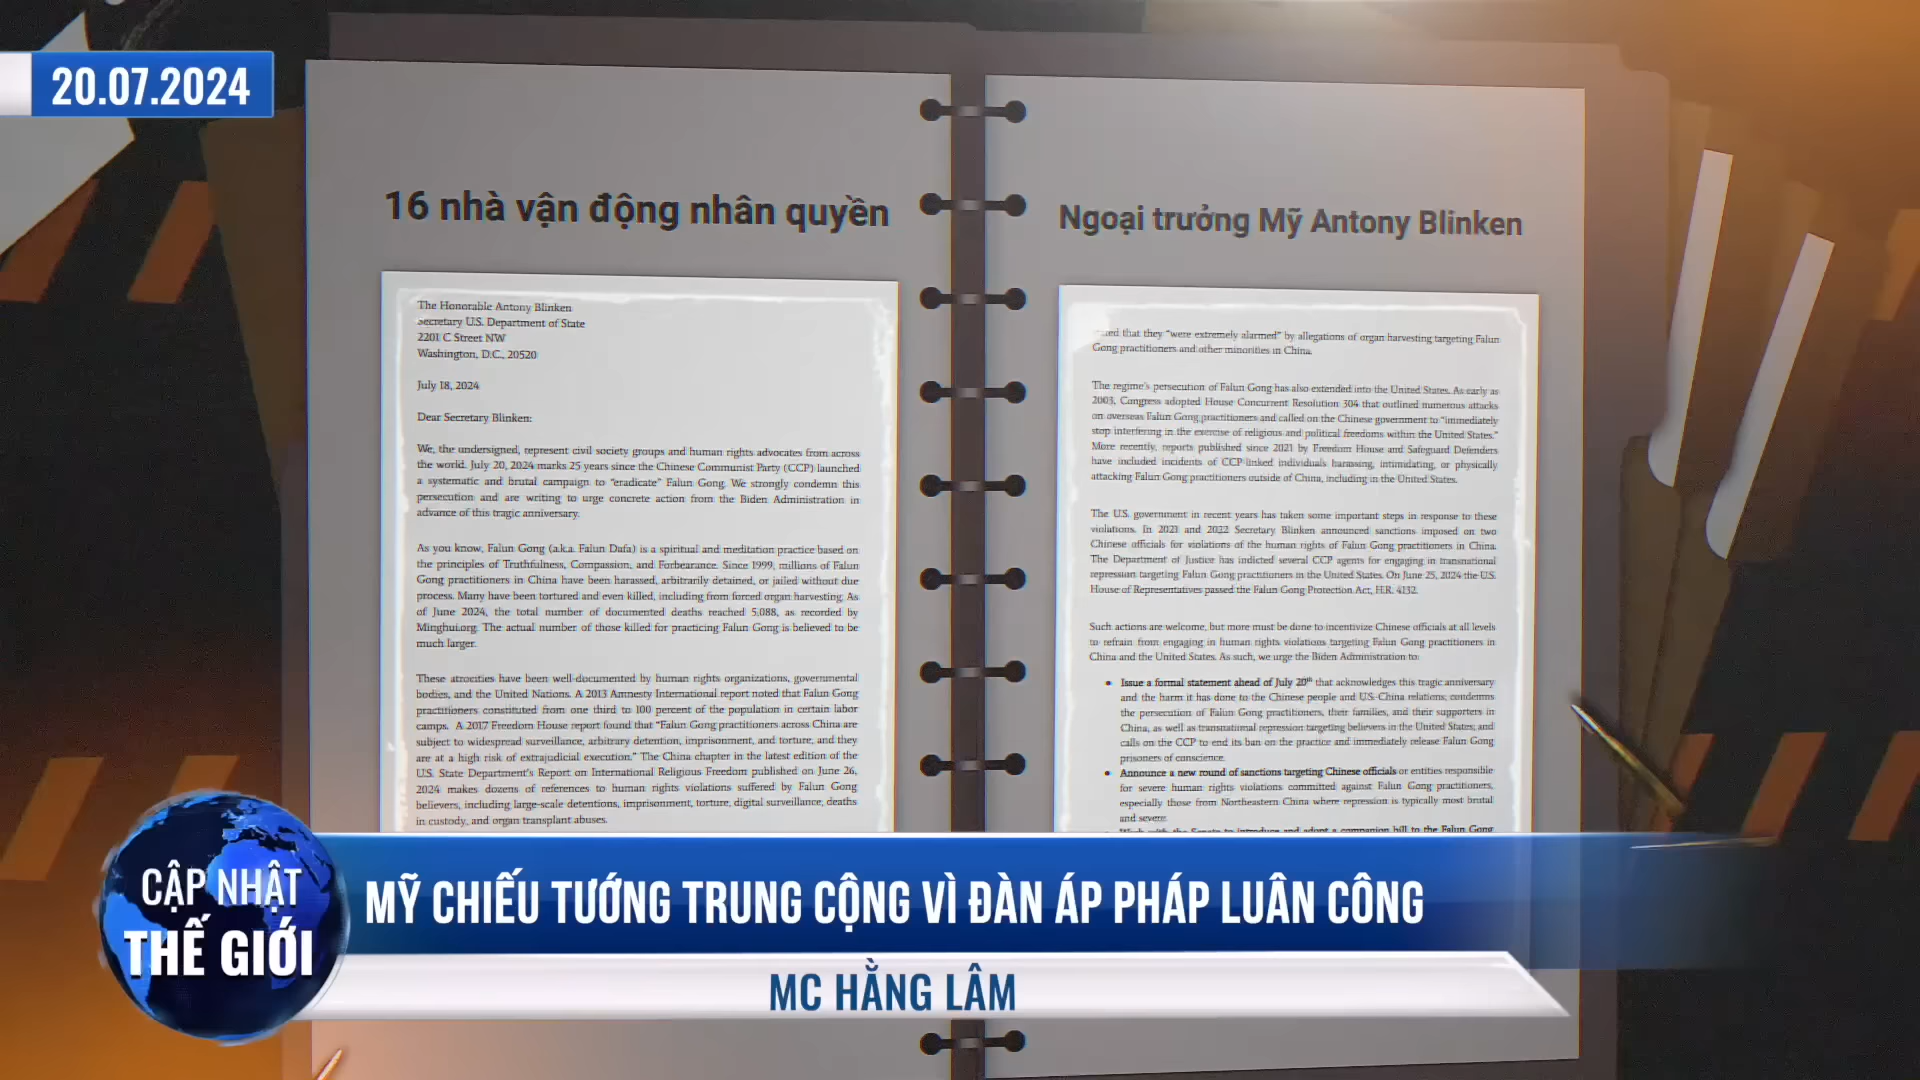 20.07.2024
16 nhà vận động nhân quyền
The Honorable Antony Blinken
Secretary U.S. Department of State
2201 C Street NW
Washington, D.C., 20520
July 18, 2024
Dear Secretary Blinken:
We, the undersigned, represent civil society groups and human rights advocates from across
the world. July 20, 2024 marks 25 years since the Chinese Communist Party (CCP) launched
a systematic and brutal campaign to "eradicate" Falun Gong. We strongly condemn this
persecution and are writing to urge concrete action from the Biden Administration in
advance of this tragic anniversary.
As you know, Falun Gong (a.k.a. Falun Dafa) is a spiritual and meditation practice based on
the principles of Truthfulness, Compassion, and Forbearance. Since 1999, millions of Falun
Gong practitioners in China have been harassed, arbitrarily detained, or jailed without due
process. Many have been tortured and even killed, including from forced organ harvesting. As
of June 2024, the total number of documented deaths reached 5,088, as recorded by
Minghui.org. The actual number of those killed for practicing Falun Gong is believed to be
much larger.
These atrocities have been well-documented by human rights organizations, governmental
bodies, and the United Nations. A 2013 Amnesty International report noted that Falun Gong
practitioners constituted from one third to 100 percent of the population in certain labor
camps. A 2017 Freedom House report found that "Falun Gong practitioners across China are
subject to widespread surveillance, arbitrary detention, imprisonment, and torture, and they
are at a high risk of extrajudicial execution." The China chapter in the latest edition of the
U.S. State Department's Report on International Religious Freedom published on June 26,
2024 makes dozens of references to human rights violations suffered by Falun Gong
believers, including large-scale detentions, imprisonment, torture, digital surveillance, deaths
in custody, and organ transplant abuses.
Ngoại trưởng Mỹ Antony Blinken
that they "were extremely alarmed" by allegations of organ harvesting targeting Falun
Gong practitioners and other minorities in China.
The regime's persecution of Falun Gong has also extended into the United States. As early as
2003, Congress adopted House Concurrent Resolution 304 that outlined numerous attacks
on overseas Falun Gong practitioners and called on the Chinese government to "immediately
stop interfering in the exercise of religious and political freedoms within the United States."
More recently, reports published since 2021 by Freedom House and Safeguard Defenders
have included incidents of CCP-linked individuals harassing, intimidating, or physically
attacking Falun Gong practitioners outside of China, including in the United States.
The U.S. government in recent years has taken some important steps in response to these
violations. In 2021 and 2022 Secretary Blinken announced sanctions imposed on two
Chinese officials for violations of the human rights of Falun Gong practitioners in China.
The Department of Justice has indicted several CCP agents for engaging in transnational
repression targeting Falun Gong practitioners in the United States. On June 25, 2024 the U.S.
House of Representatives passed the Falun Gong Protection Act, H.R. 4132.
Such actions are welcome, but more must be done to incentivize Chinese officials at all levels
to refrain from engaging in human rights violations targeting Falun Gong practitioners in
China and the United States. As such, we urge the Biden Administration to:
• Issue a formal statement ahead of July 20th that acknowledges this tragic anniversary
and the harm it has done to the Chinese people and U.S.-China relations; condemns
the persecution of Falun Gong practitioners, their families, and their supporters in
China, as well as transnational repression targeting believers in the United States; and
calls on the CCP to end its ban on the practice and immediately release Falun Gong
prisoners of conscience.
• Announce a new round of sanctions targeting Chinese officials or entities responsible
for severe human rights violations committed against Falun Gong practitioners,
especially those from Northeastern China where repression is typically most brutal
and severe.
Work with the Senate to introduce and adopt a companion bill to the Falun Gong
CẬP NHẬT
THẾ GIỚI
MỸ CHIẾU TƯỚNG TRUNG CỘNG VÌ ĐÀN ÁP PHÁP LUÂN CÔNG
MC HẰNG LÂM